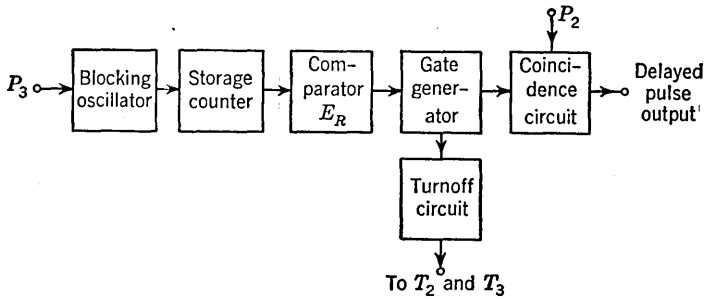 P₂
P₃
Blocking
oscillator
Storage
counter
Com-
parator
E_R
Gate
gener-
ator
Coinci-
dence
circuit
Delayed
pulse
output
Turnoff
circuit
To T₂ and T₃